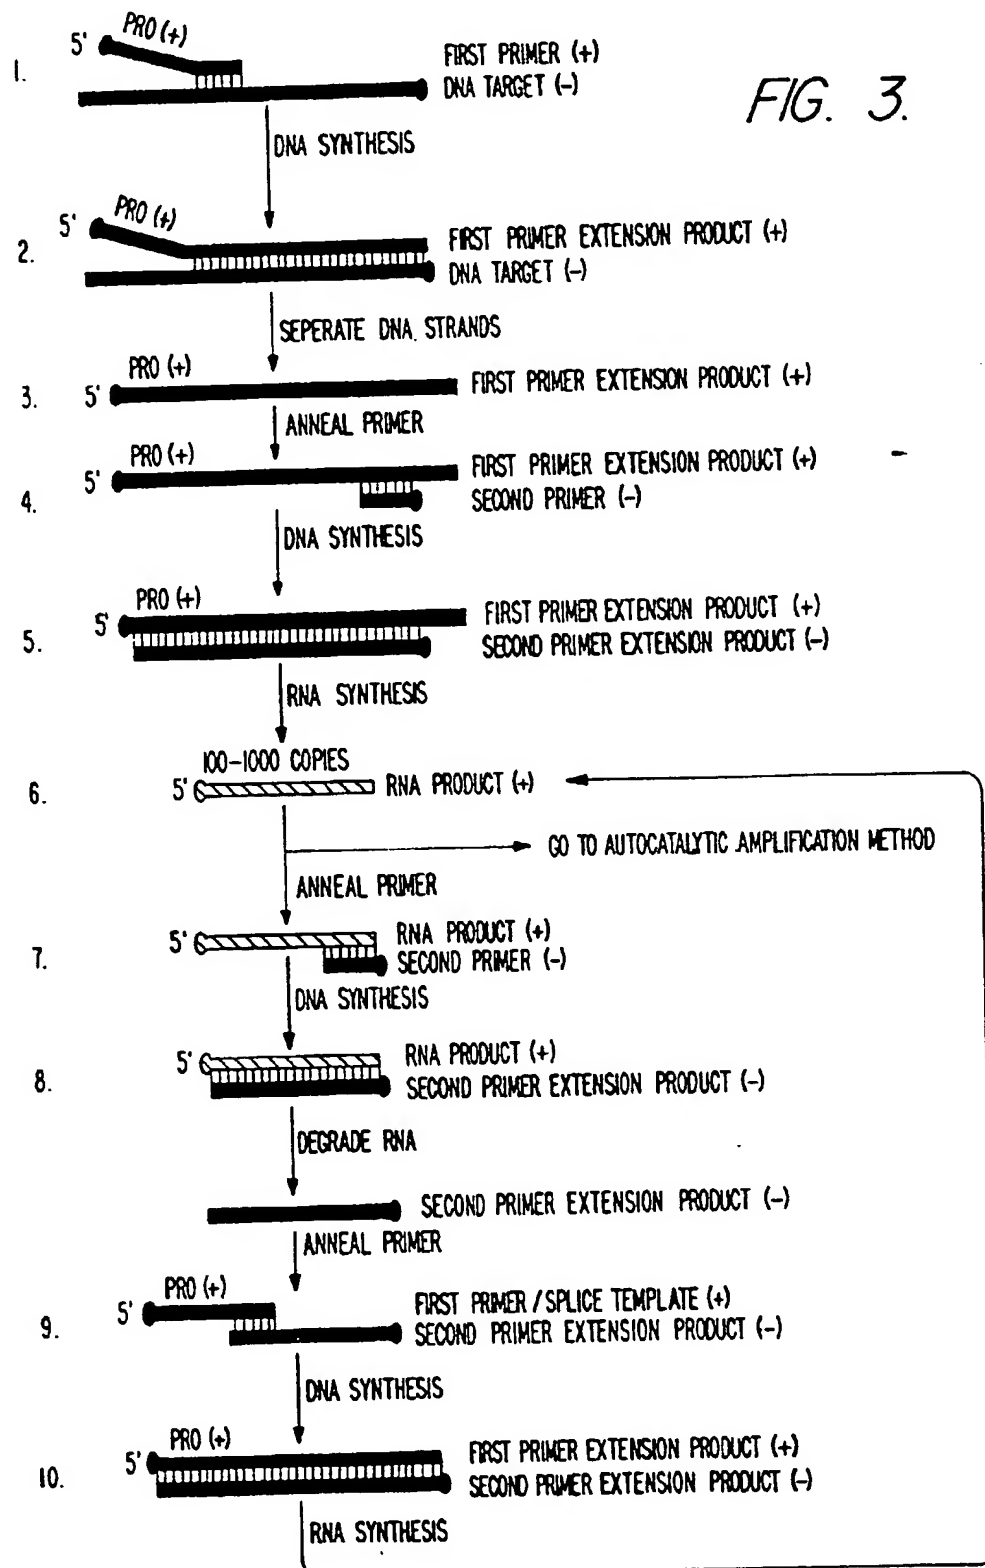 FIG. 3.
1.
5' PRO (+)
FIRST PRIMER (+)
DNA TARGET (-)
DNA SYNTHESIS
2.
5' PRO (+)
FIRST PRIMER EXTENSION PRODUCT (+)
DNA TARGET (-)
SEPERATE DNA STRANDS
3.
5' PRO (+)
FIRST PRIMER EXTENSION PRODUCT (+)
ANNEAL PRIMER
4.
5' PRO (+)
FIRST PRIMER EXTENSION PRODUCT (+)
SECOND PRIMER (-)
DNA SYNTHESIS
5.
5' PRO (+)
FIRST PRIMER EXTENSION PRODUCT (+)
SECOND PRIMER EXTENSION PRODUCT (-)
RNA SYNTHESIS
100-1000 COPIES
6.
5' RNA PRODUCT (+)
GO TO AUTOCATALYTIC AMPLIFICATION METHOD
ANNEAL PRIMER
7.
5' RNA PRODUCT (+)
SECOND PRIMER (-)
DNA SYNTHESIS
8.
5' RNA PRODUCT (+)
SECOND PRIMER EXTENSION PRODUCT (-)
DEGRADE RNA
SECOND PRIMER EXTENSION PRODUCT (-)
ANNEAL PRIMER
9.
5' PRO (+)
FIRST PRIMER / SPLICE TEMPLATE (+)
SECOND PRIMER EXTENSION PRODUCT (-)
DNA SYNTHESIS
10.
5' PRO (+)
FIRST PRIMER EXTENSION PRODUCT (+)
SECOND PRIMER EXTENSION PRODUCT (-)
RNA SYNTHESIS